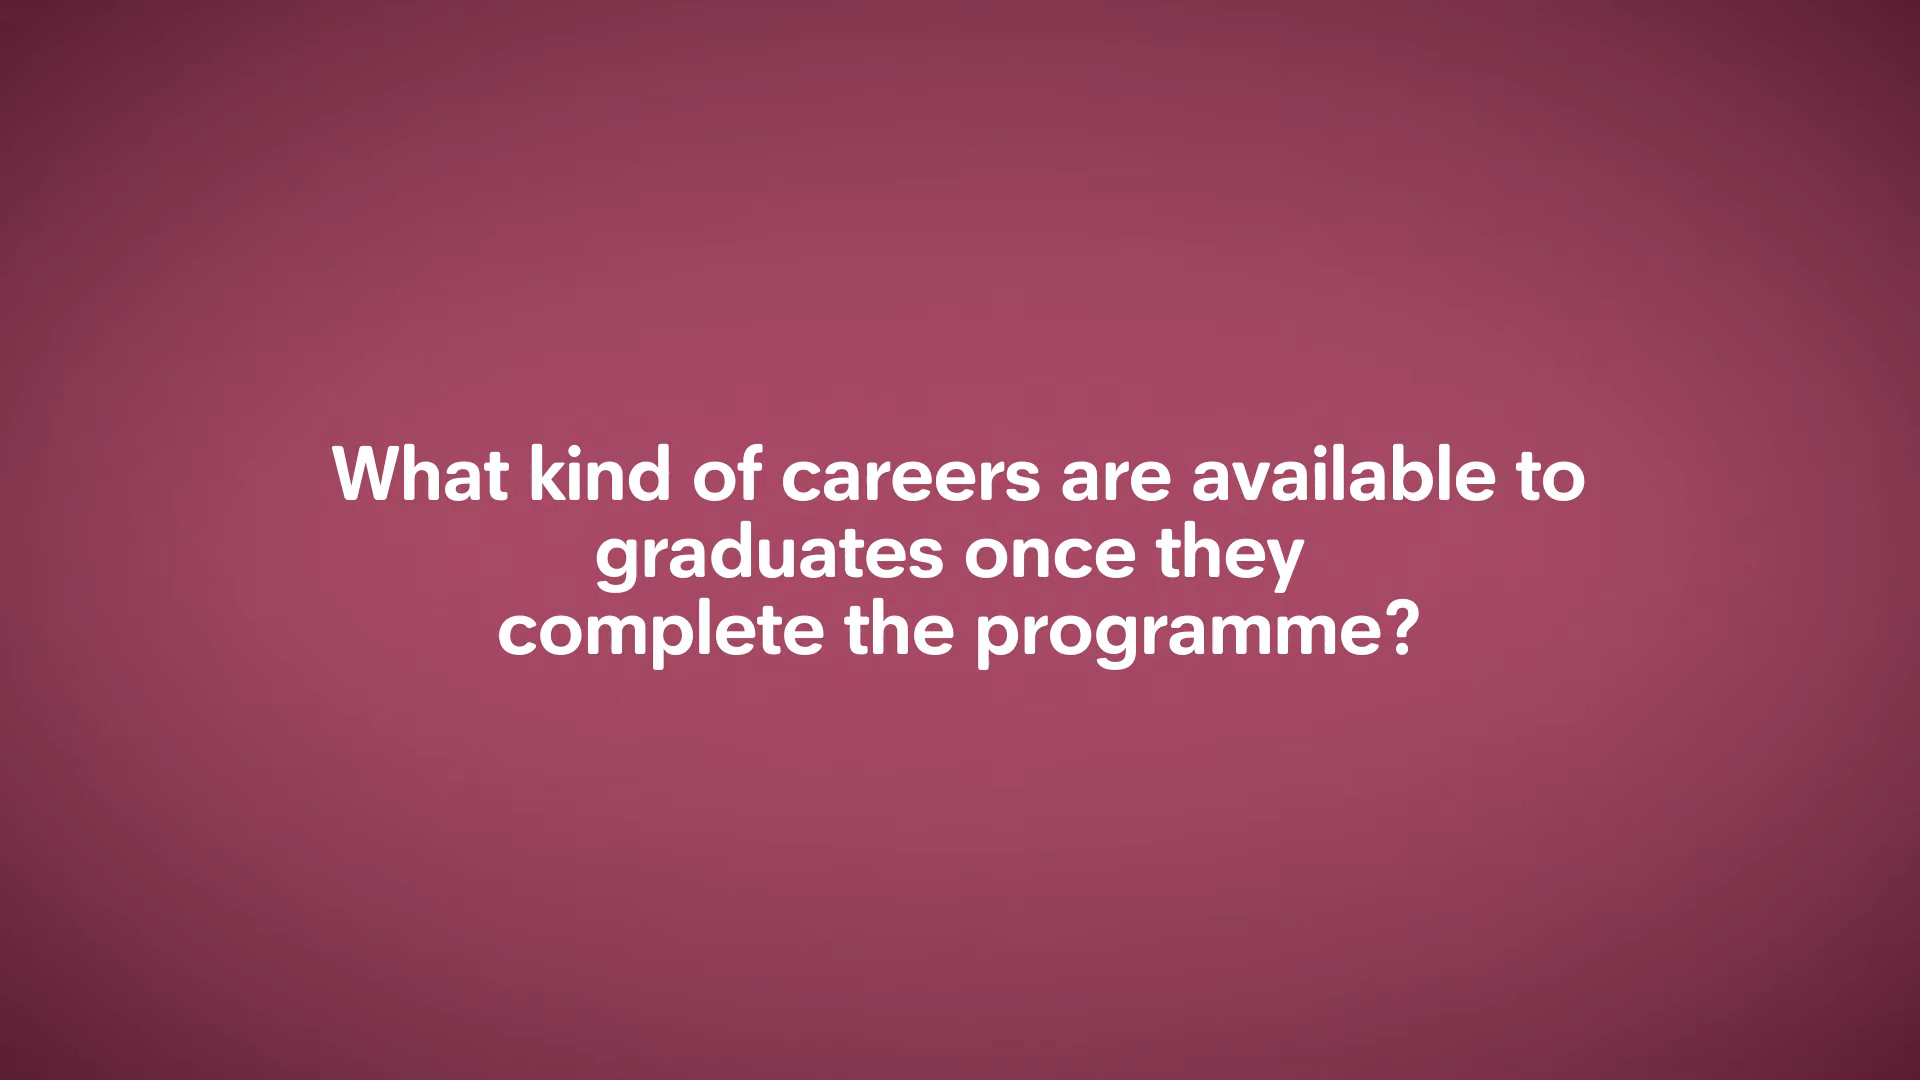 What kind of careers are available to
graduates once they
complete the programme?